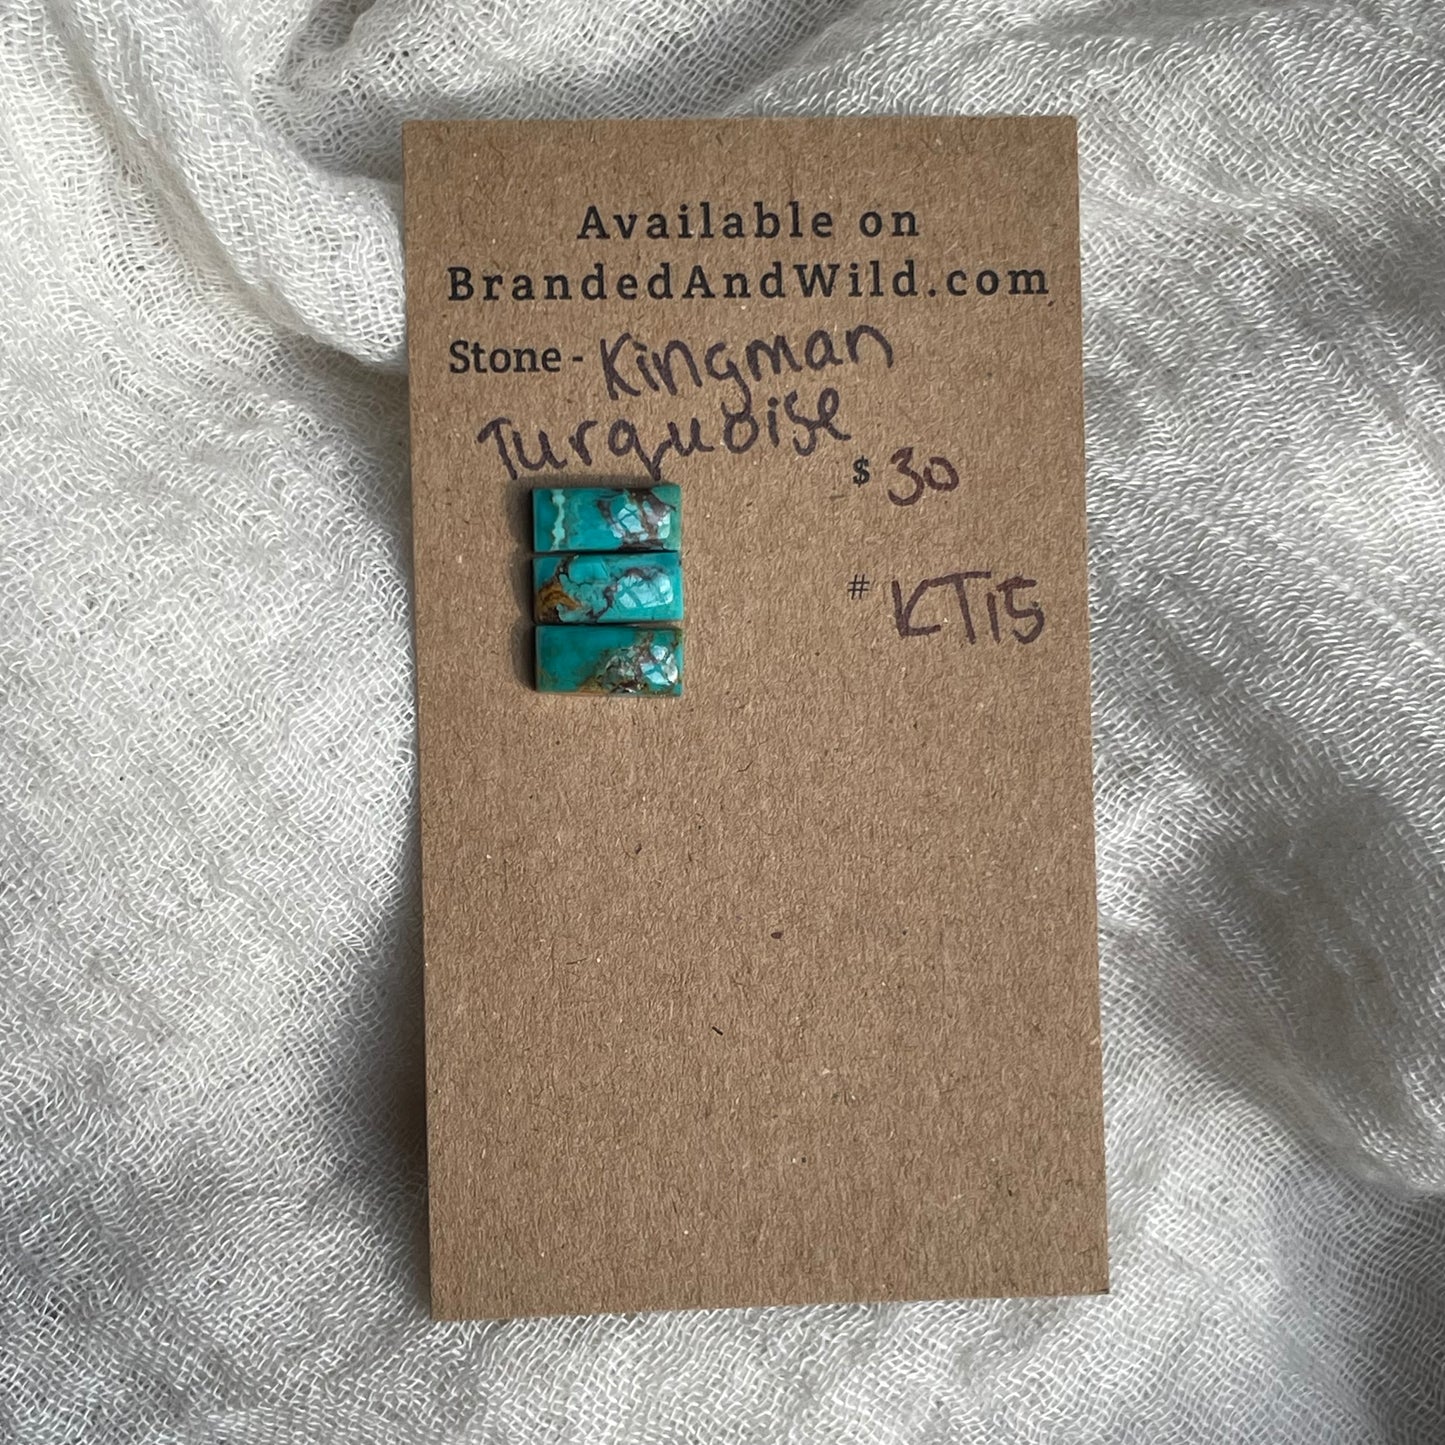 Available on
BrandedAndWild.com
Stone - Kingman
Turquoise
$ 30
# KT15